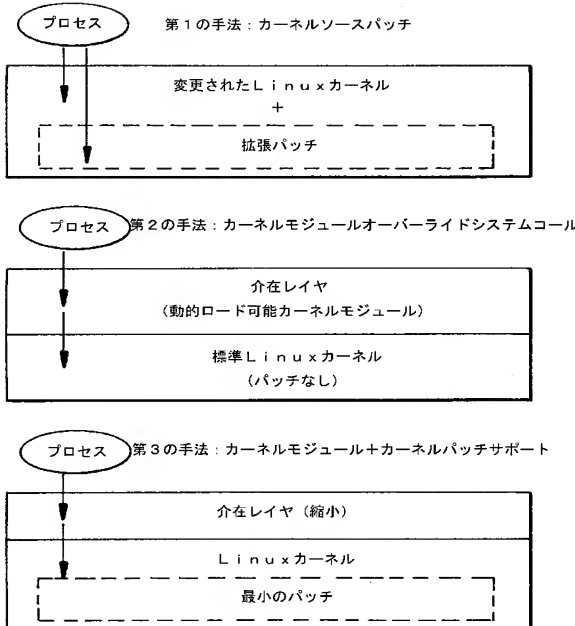 プロセス
第1の手法：カーネルソースパッチ
変更されたLinuxカーネル
+
拡張パッチ
プロセス
第2の手法：カーネルモジュールオーバーライドシステムコール
介在レイヤ
(動的ロード可能カーネルモジュール)
標準Linuxカーネル
(パッチなし)
プロセス
第3の手法：カーネルモジュール＋カーネルパッチサポート
介在レイヤ (縮小)
Linuxカーネル
最小のパッチ